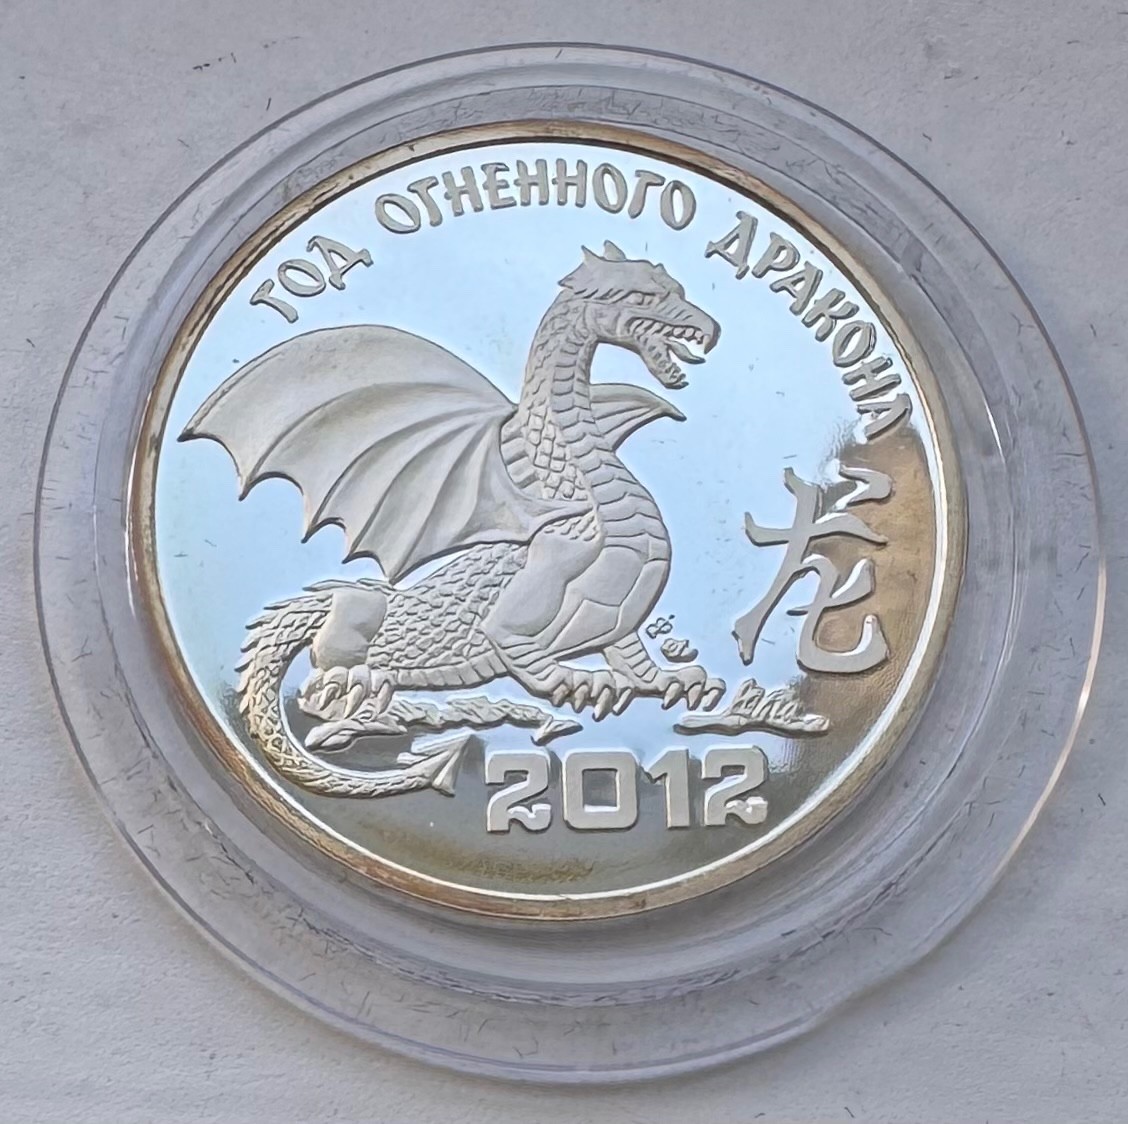 ГОД ОГНЕННОГО ДРАКОНА
龙
2012